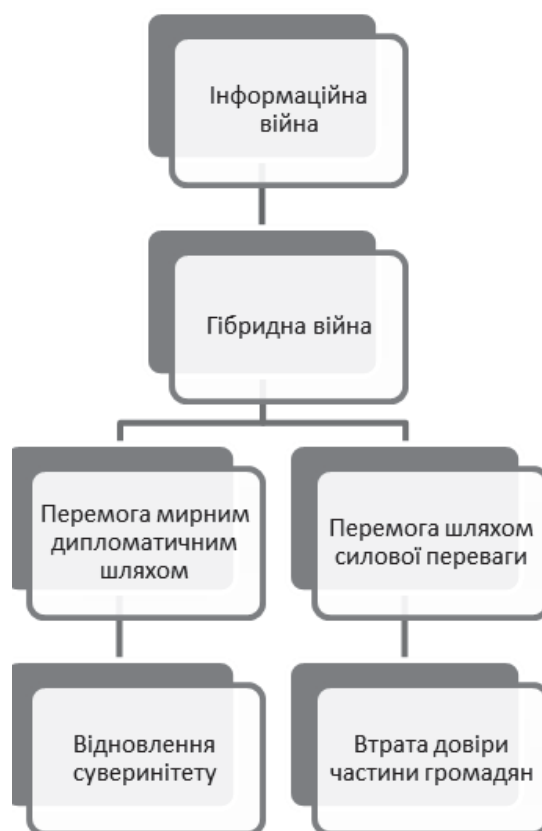 Інформаційна
війна
Гібридна війна
Перемога мирним
дипломатичним
шляхом
Перемога шляхом
силової переваги
Відновлення
суверинітету
Втрата довіри
частини громадян